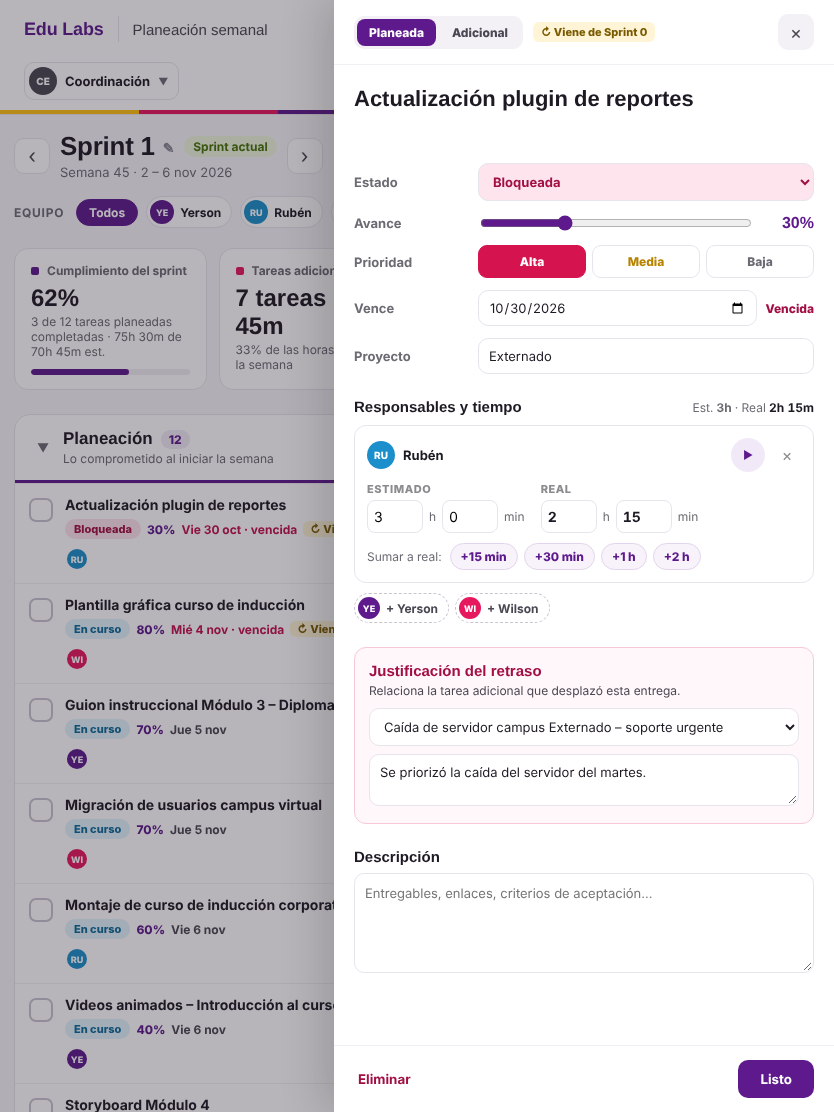 Edu Labs Planeación semanal
CE Coordinación ▼
‹ Sprint 1 ✎ Sprint actual ›
Semana 45 · 2 – 6 nov 2026
EQUIPO Todos YE Yerson RU Rubén
Cumplimiento del sprint
62%
3 de 12 tareas planeadas
completadas · 75h 30m de
70h 45m est.
7 tareas
45m
33% de las horas
la semana
▼ Planeación 12
Lo comprometido al iniciar la semana
Actualización plugin de reportes
Bloqueada 30% Vie 30 oct · vencida
RU
Plantilla gráfica curso de inducción
En curso 80% Mié 4 nov · vencida
WI
Guion instruccional Módulo 3 –
En curso 70% Jue 5 nov
YE
Migración de usuarios campus virtual
En curso 70% Jue 5 nov
WI
Montaje de curso de inducción
En curso 60% Vie 6 nov
RU
Videos animados – Introducción al
En curso 40% Vie 6 nov
YE
Storyboard Módulo 4
Planeada Adicional ↻ Viene de Sprint 0 ×
Actualización plugin de reportes
Estado Bloqueada
Avance 30%
Prioridad Alta Media Baja
Vence 10/30/2026 Vencida
Proyecto Externado
Responsables y tiempo Est. 3h · Real 2h 15m
RU Rubén ×
ESTIMADO REAL
3 h 0 min 2 h 15 min
Sumar a real: +15 min +30 min +1 h +2 h
YE + Yerson WI + Wilson
Justificación del retraso
Relaciona la tarea adicional que desplazó esta entrega.
Caída de servidor campus Externado – soporte urgente
Se priorizó la caída del servidor del martes.
Descripción
Entregables, enlaces, criterios de aceptación...
Eliminar Listo